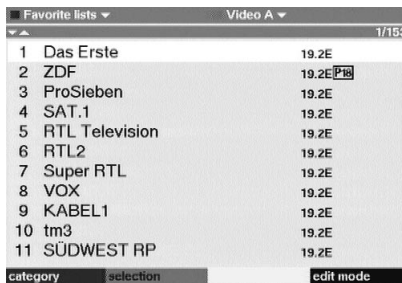 Favorite lists Video A
1/153
1 Das Erste 19.2E
2 ZDF 19.2E P18
3 ProSieben 19.2E
4 SAT.1 19.2E
5 RTL Television 19.2E
6 RTL2 19.2E
7 Super RTL 19.2E
8 VOX 19.2E
9 KABEL1 19.2E
10 tm3 19.2E
11 SÜDWEST RP 19.2E
category selection edit mode